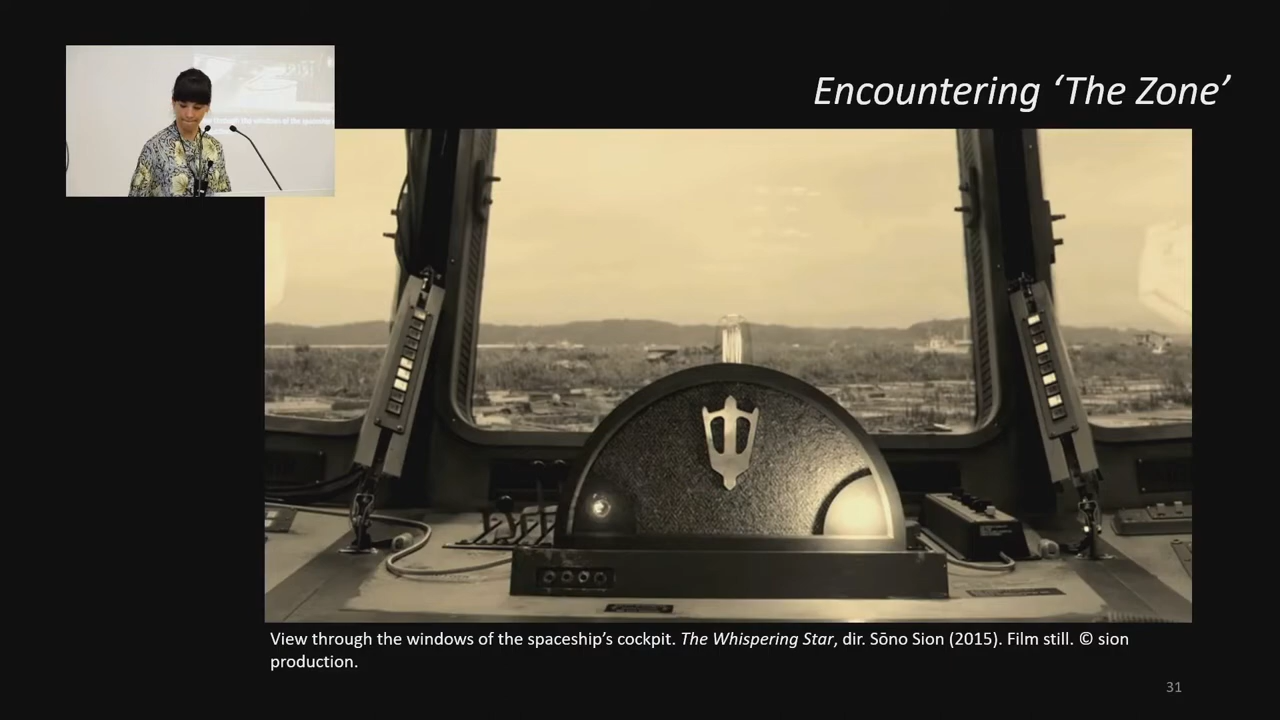 Encountering ‘The Zone’
View through the windows of the spaceship’s cockpit. The Whispering Star, dir. Sōno Sion (2015). Film still. © sion
production.
31